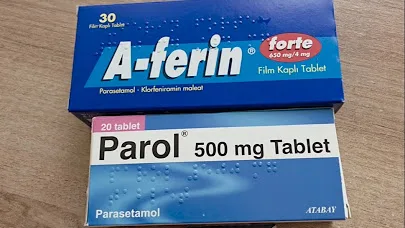 30
Film Kaplı Tablet
A-ferin®
forte
650 mg/4 mg
Film Kaplı Tablet
Parasetamol - Klorfeniromin maleat
20 tablet
Parol® 500 mg Tablet
Parasetamol
ATABAY